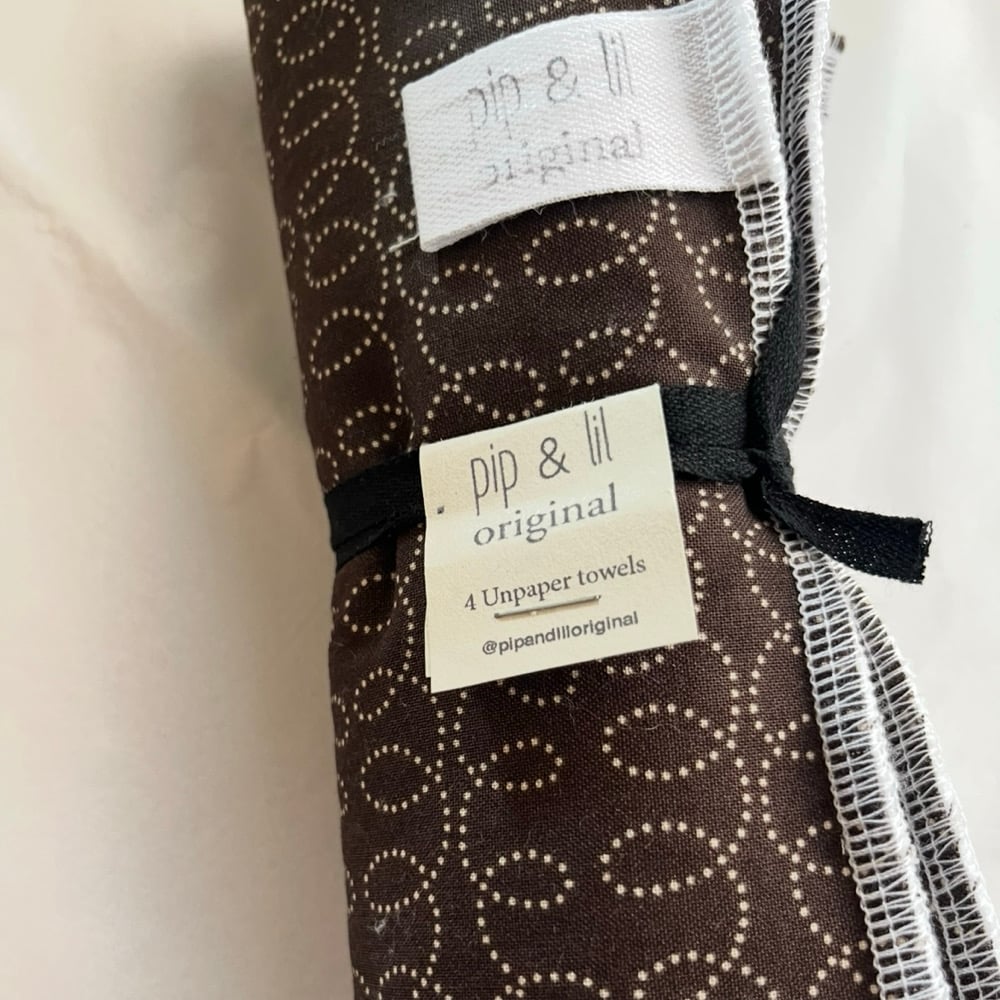 pip & lil
original
pip & lil
original
4 Unpaper towels
@pipandliloriginal